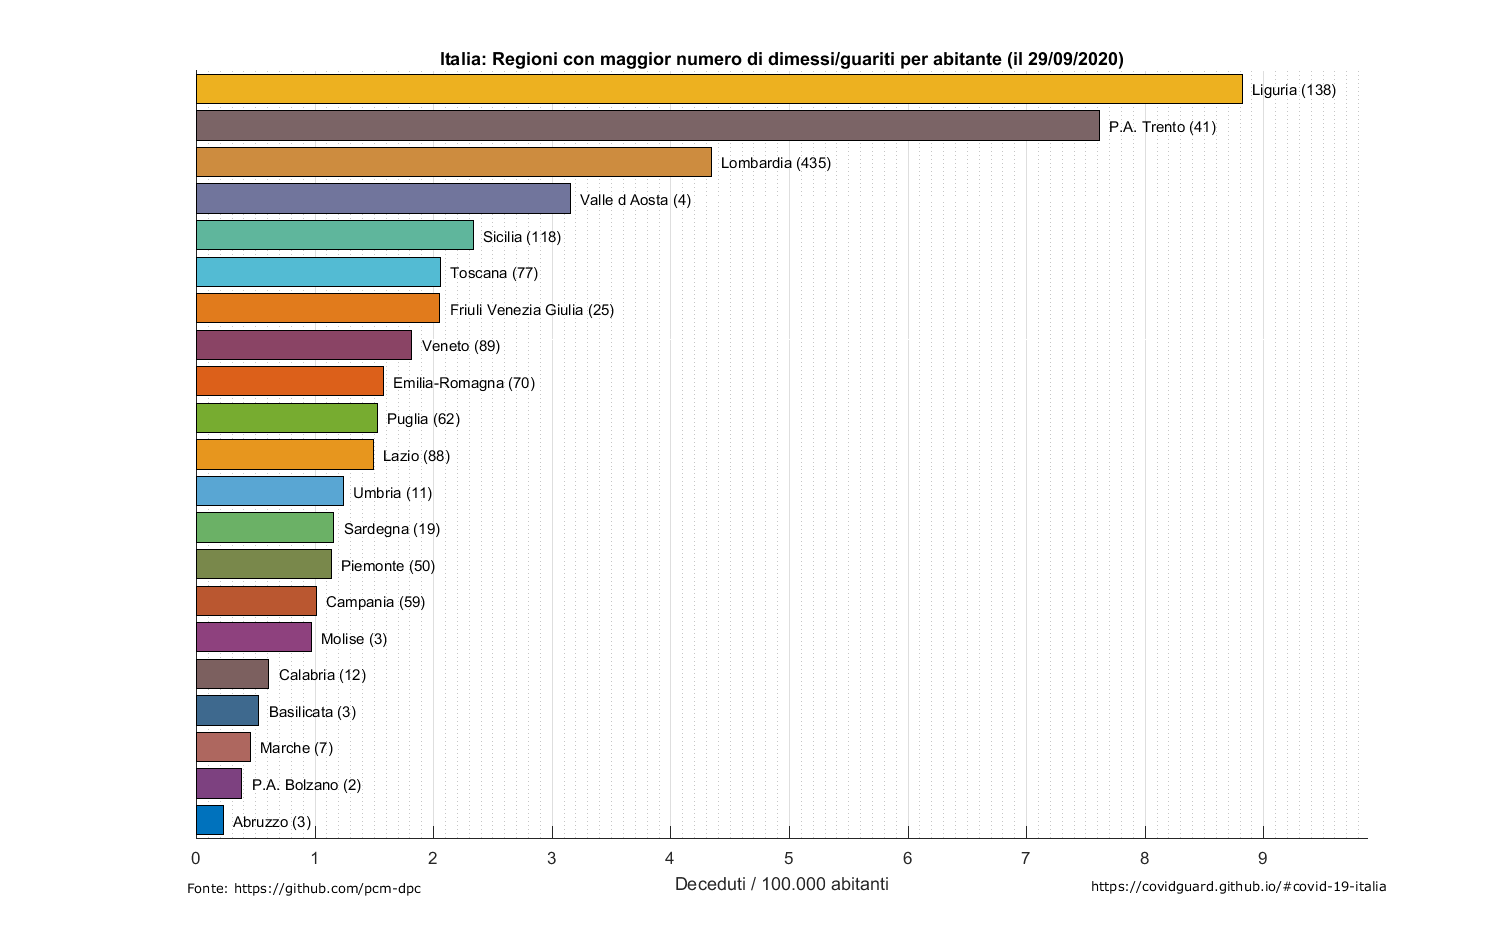 Italia: Regioni con maggior numero di dimessi/guariti per abitante (il 29/09/2020)
Liguria (138)
P.A. Trento (41)
Lombardia (435)
Valle d Aosta (4)
Sicilia (118)
Toscana (77)
Friuli Venezia Giulia (25)
Veneto (89)
Emilia-Romagna (70)
Puglia (62)
Lazio (88)
Umbria (11)
Sardegna (19)
Piemonte (50)
Campania (59)
Molise (3)
Calabria (12)
Basilicata (3)
Marche (7)
P.A. Bolzano (2)
Abruzzo (3)
0 1 2 3 4 5 6 7 8 9
Deceduti / 100.000 abitanti
Fonte: https://github.com/pcm-dpc
https://covidguard.github.io/#covid-19-italia